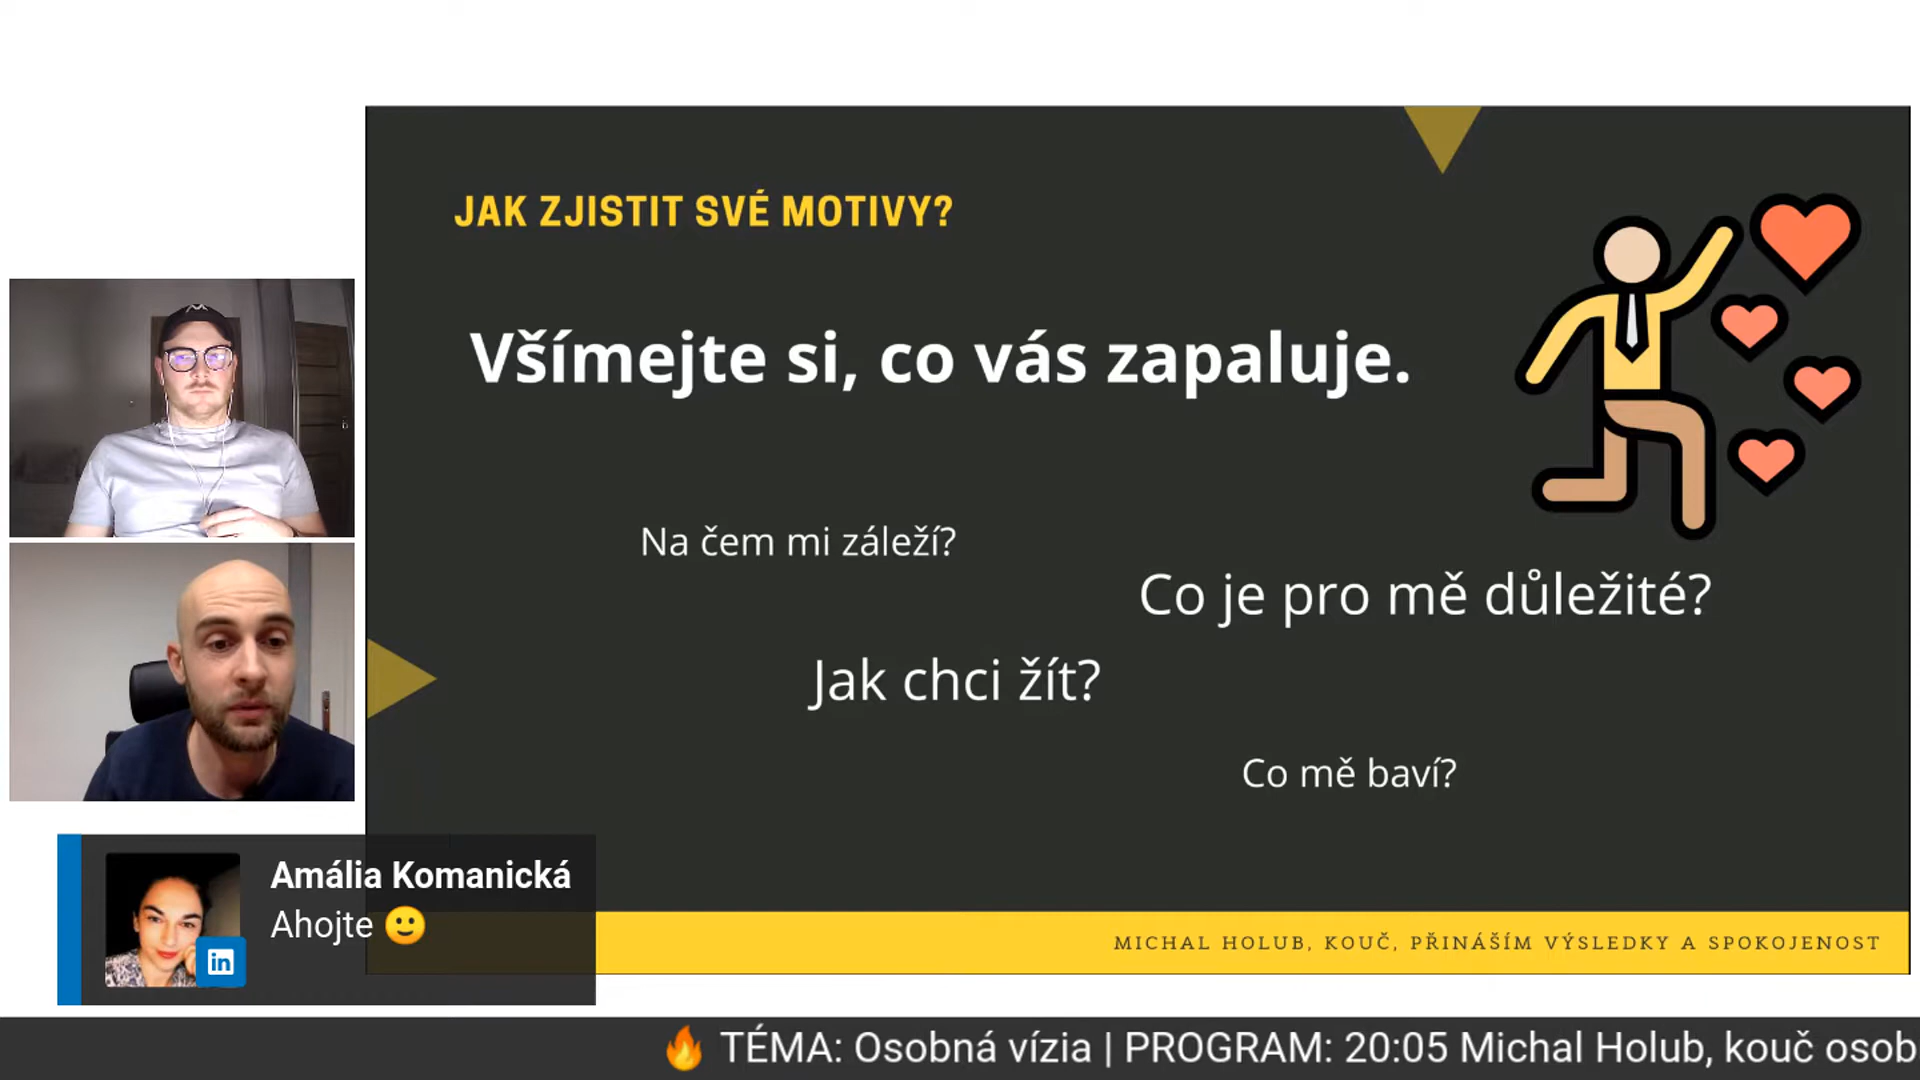 JAK ZJISTIT SVÉ MOTIVY?
Všímejte si, co vás zapaluje.
Na čem mi záleží?
Co je pro mě důležité?
Jak chci žít?
Co mě baví?
Amália Komanická
Ahojte 🙂
in
MICHAL HOLUB, KOUČ, PŘINÁŠÍM VÝSLEDKY A SPOKOJENOST
🔥 TÉMA: Osobná vízia | PROGRAM: 20:05 Michal Holub, kouč osob